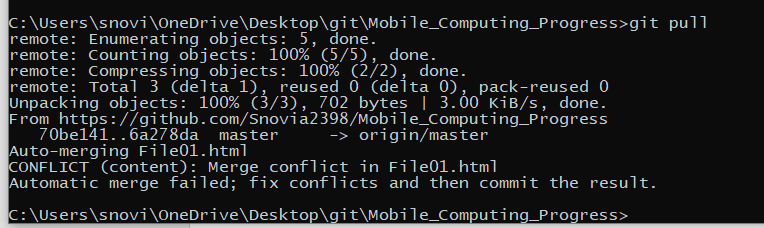 C:\Users\snovi\OneDrive\Desktop\git\Mobile_Computing_Progress>git pull
remote: Enumerating objects: 5, done.
remote: Counting objects: 100% (5/5), done.
remote: Compressing objects: 100% (2/2), done.
remote: Total 3 (delta 1), reused 0 (delta 0), pack-reused 0
Unpacking objects: 100% (3/3), 702 bytes | 3.00 KiB/s, done.
From https://github.com/Snovia2398/Mobile_Computing_Progress
   70be141..6a278da  master     -> origin/master
Auto-merging File01.html
CONFLICT (content): Merge conflict in File01.html
Automatic merge failed; fix conflicts and then commit the result.
C:\Users\snovi\OneDrive\Desktop\git\Mobile_Computing_Progress>